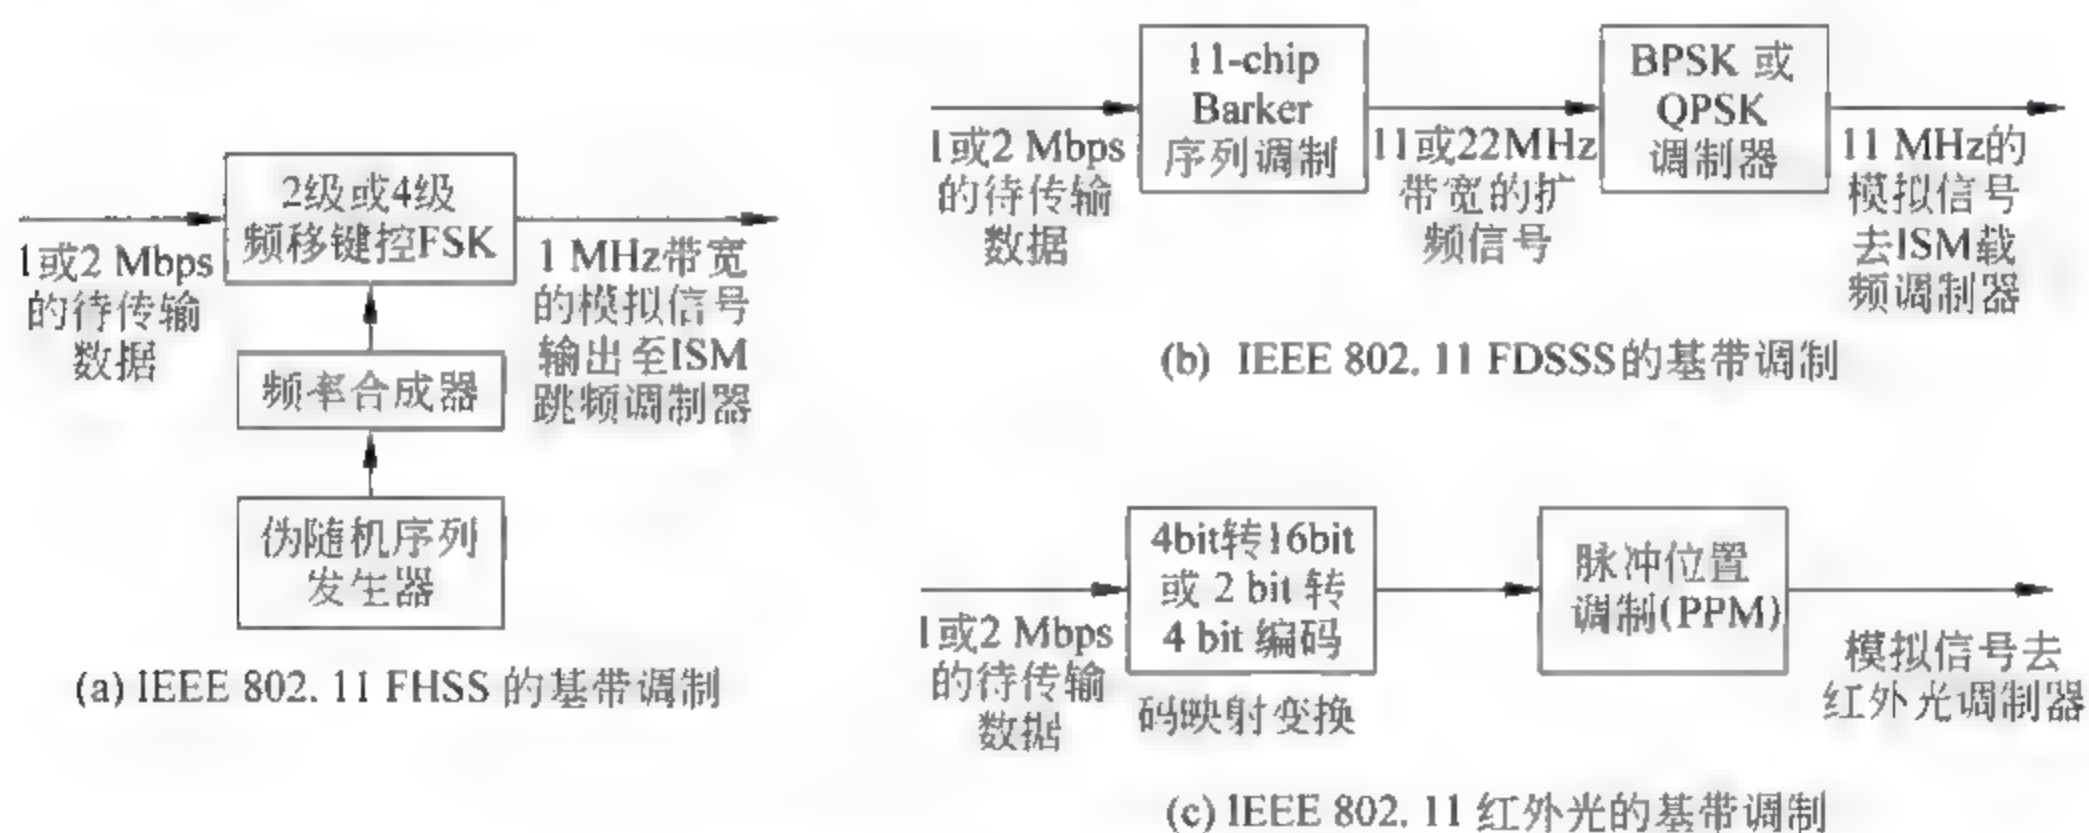 2级或4级
频移键控FSK
1或2 Mbps
的待传输
数据
1 MHz带宽
的模拟信号
输出至ISM
跳频调制器
频率合成器
伪随机序列
发生器
(a) IEEE 802. 11 FHSS 的基带调制
11-chip
Barker
序列调制
BPSK 或
QPSK
调制器
1或2 Mbps
的待传输
数据
11或22MHz
带宽的扩
频信号
11 MHz的
模拟信号
去ISM载
频调制器
(b) IEEE 802. 11 FDSSS的基带调制
4bit转16bit
或 2 bit 转
4 bit 编码
脉冲位置
调制(PPM)
1或2 Mbps
的待传输
数据
码映射变换
模拟信号去
红外光调制器
(c) IEEE 802. 11 红外光的基带调制